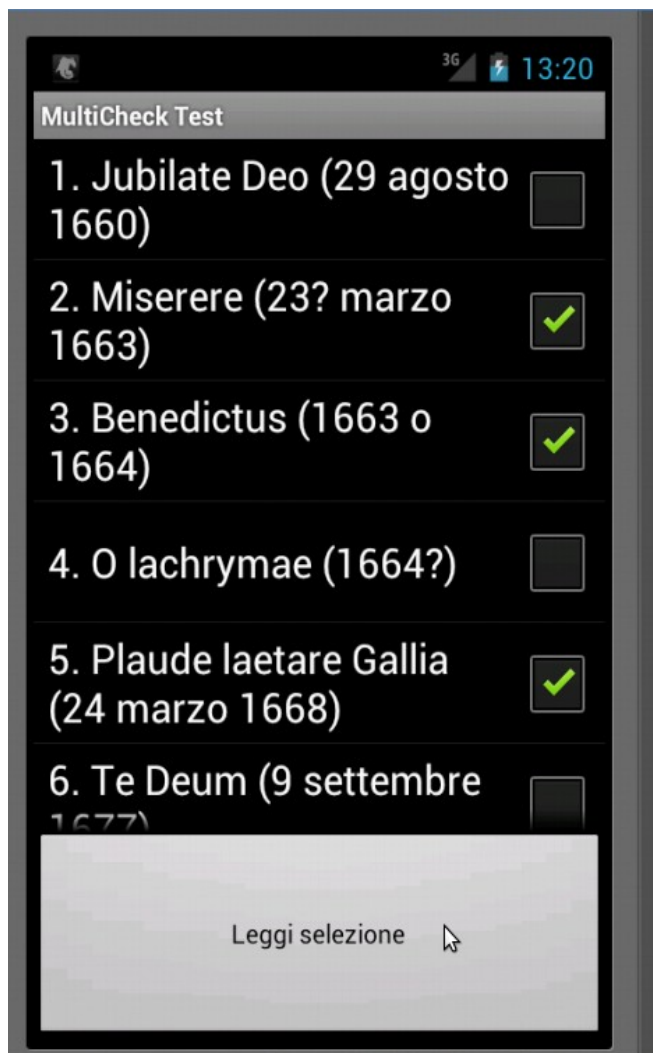 3G 13:20
MultiCheck Test
1. Jubilate Deo (29 agosto
1660)
2. Miserere (23? marzo
1663)
3. Benedictus (1663 o
1664)
4. O lachrymae (1664?)
5. Plaude laetare Gallia
(24 marzo 1668)
6. Te Deum (9 settembre
1677)
Leggi selezione